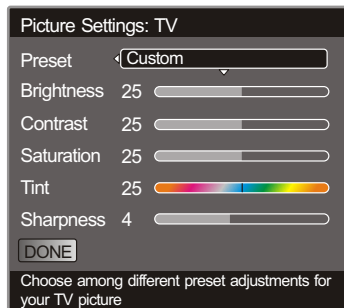 Picture Settings: TV
Preset Custom
Brightness 25
Contrast 25
Saturation 25
Tint 25
Sharpness 4
DONE
Choose among different preset adjustments for
your TV picture